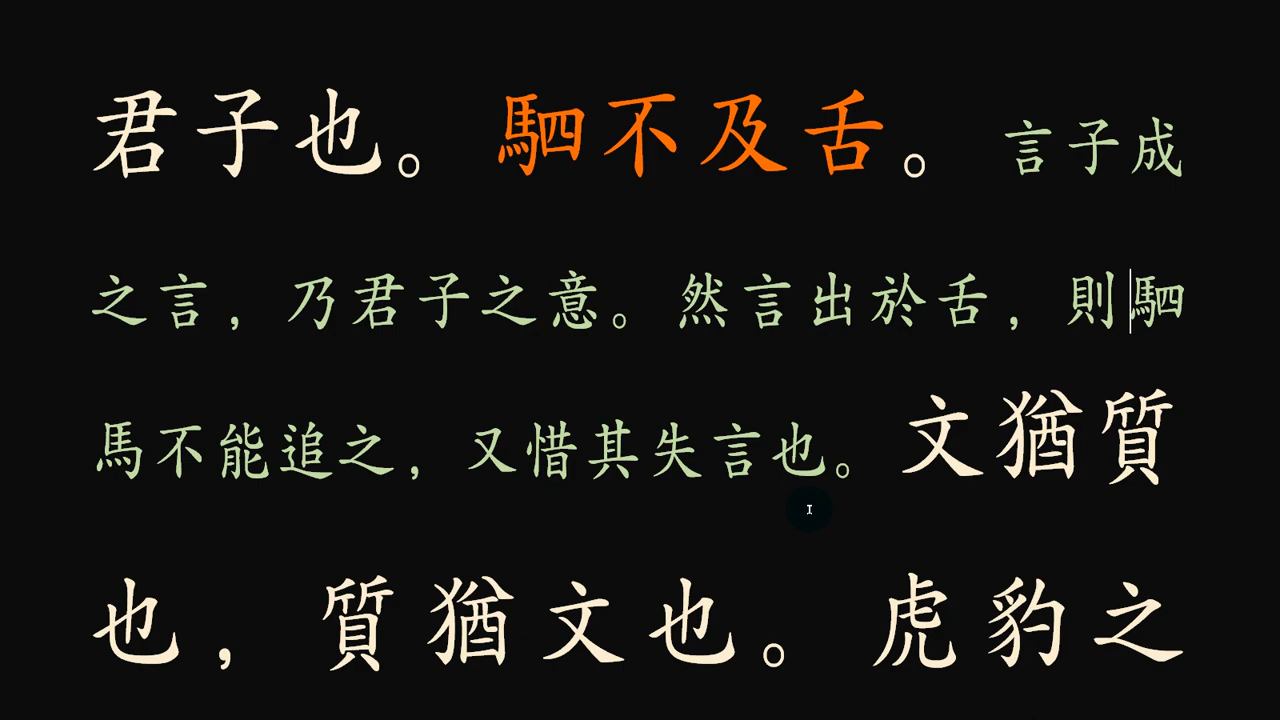 君子也。駟不及舌。言子成
之言，乃君子之意。然言出於舌，則駟
馬不能追之，又惜其失言也。文猶質
也，質猶文也。虎豹之